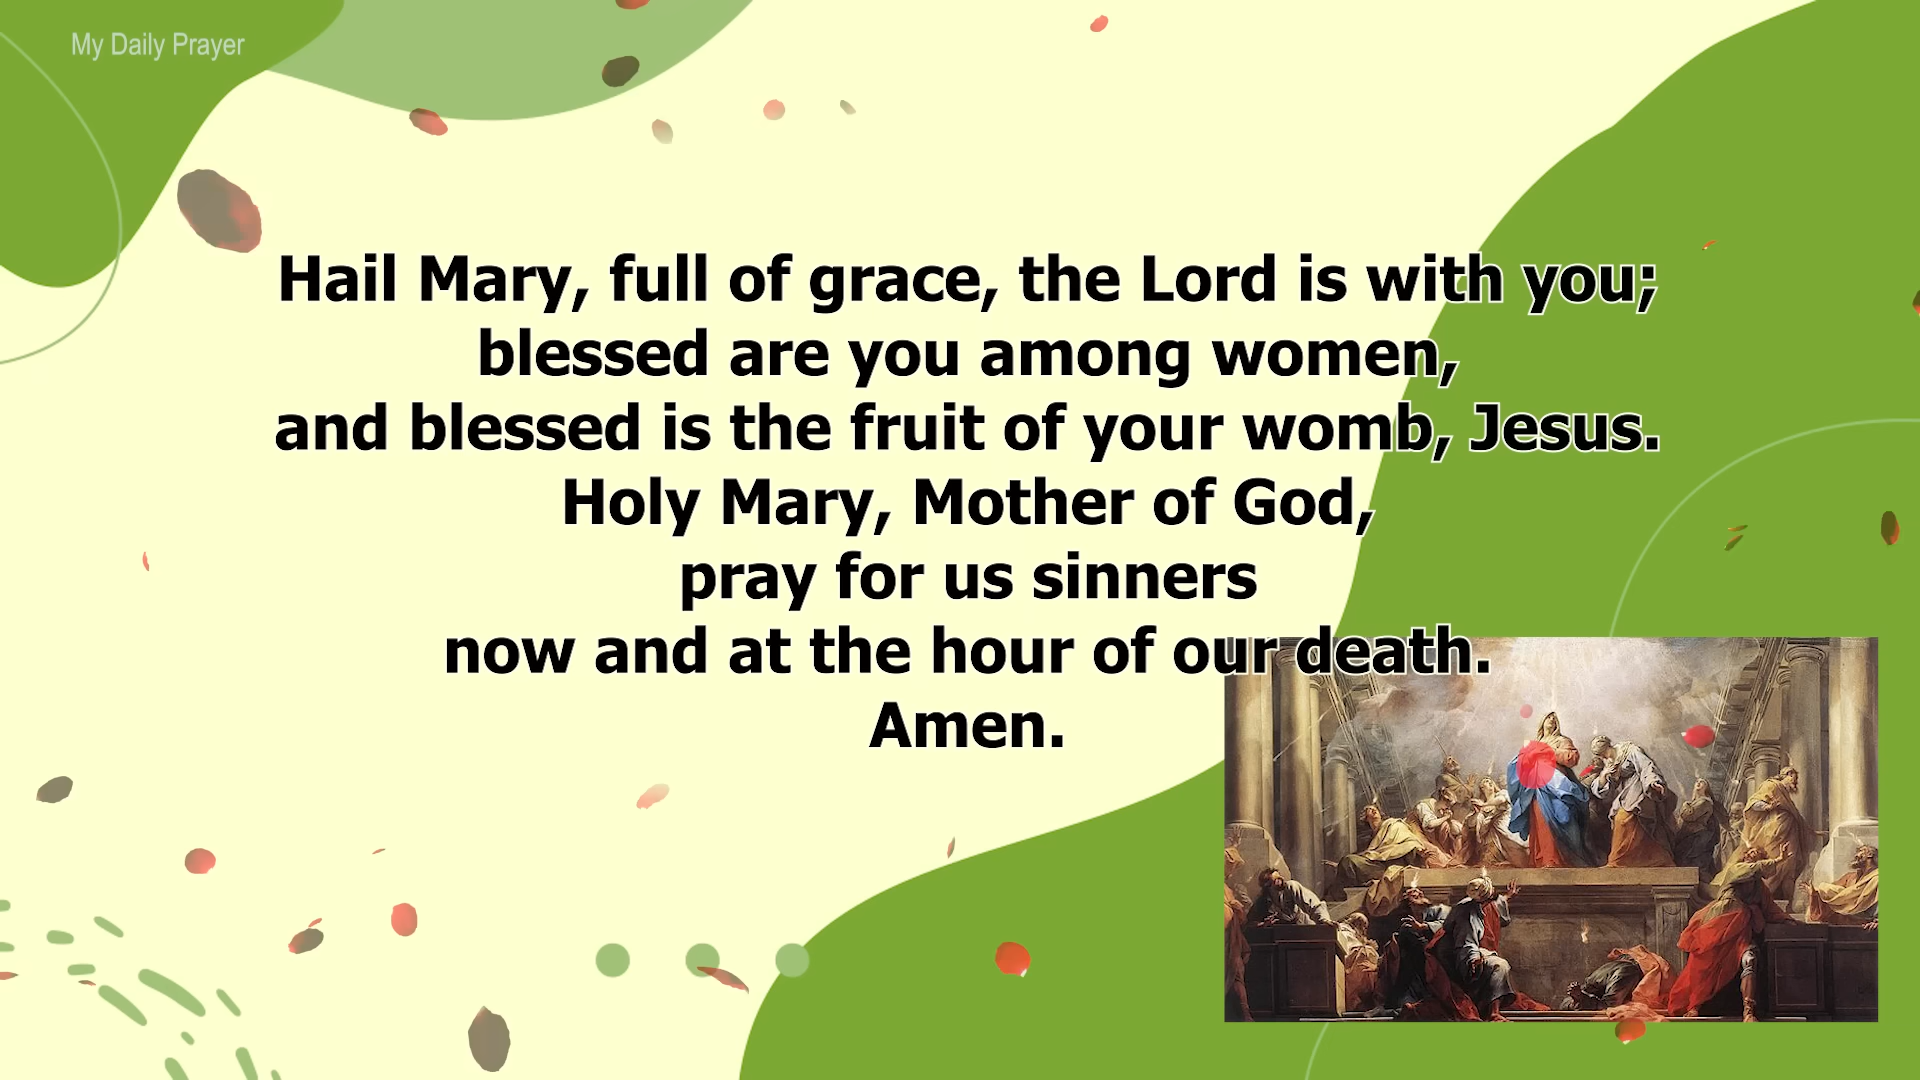 My Daily Prayer
Hail Mary, full of grace, the Lord is with you;
blessed are you among women,
and blessed is the fruit of your womb, Jesus.
Holy Mary, Mother of God,
pray for us sinners
now and at the hour of our death.
Amen.